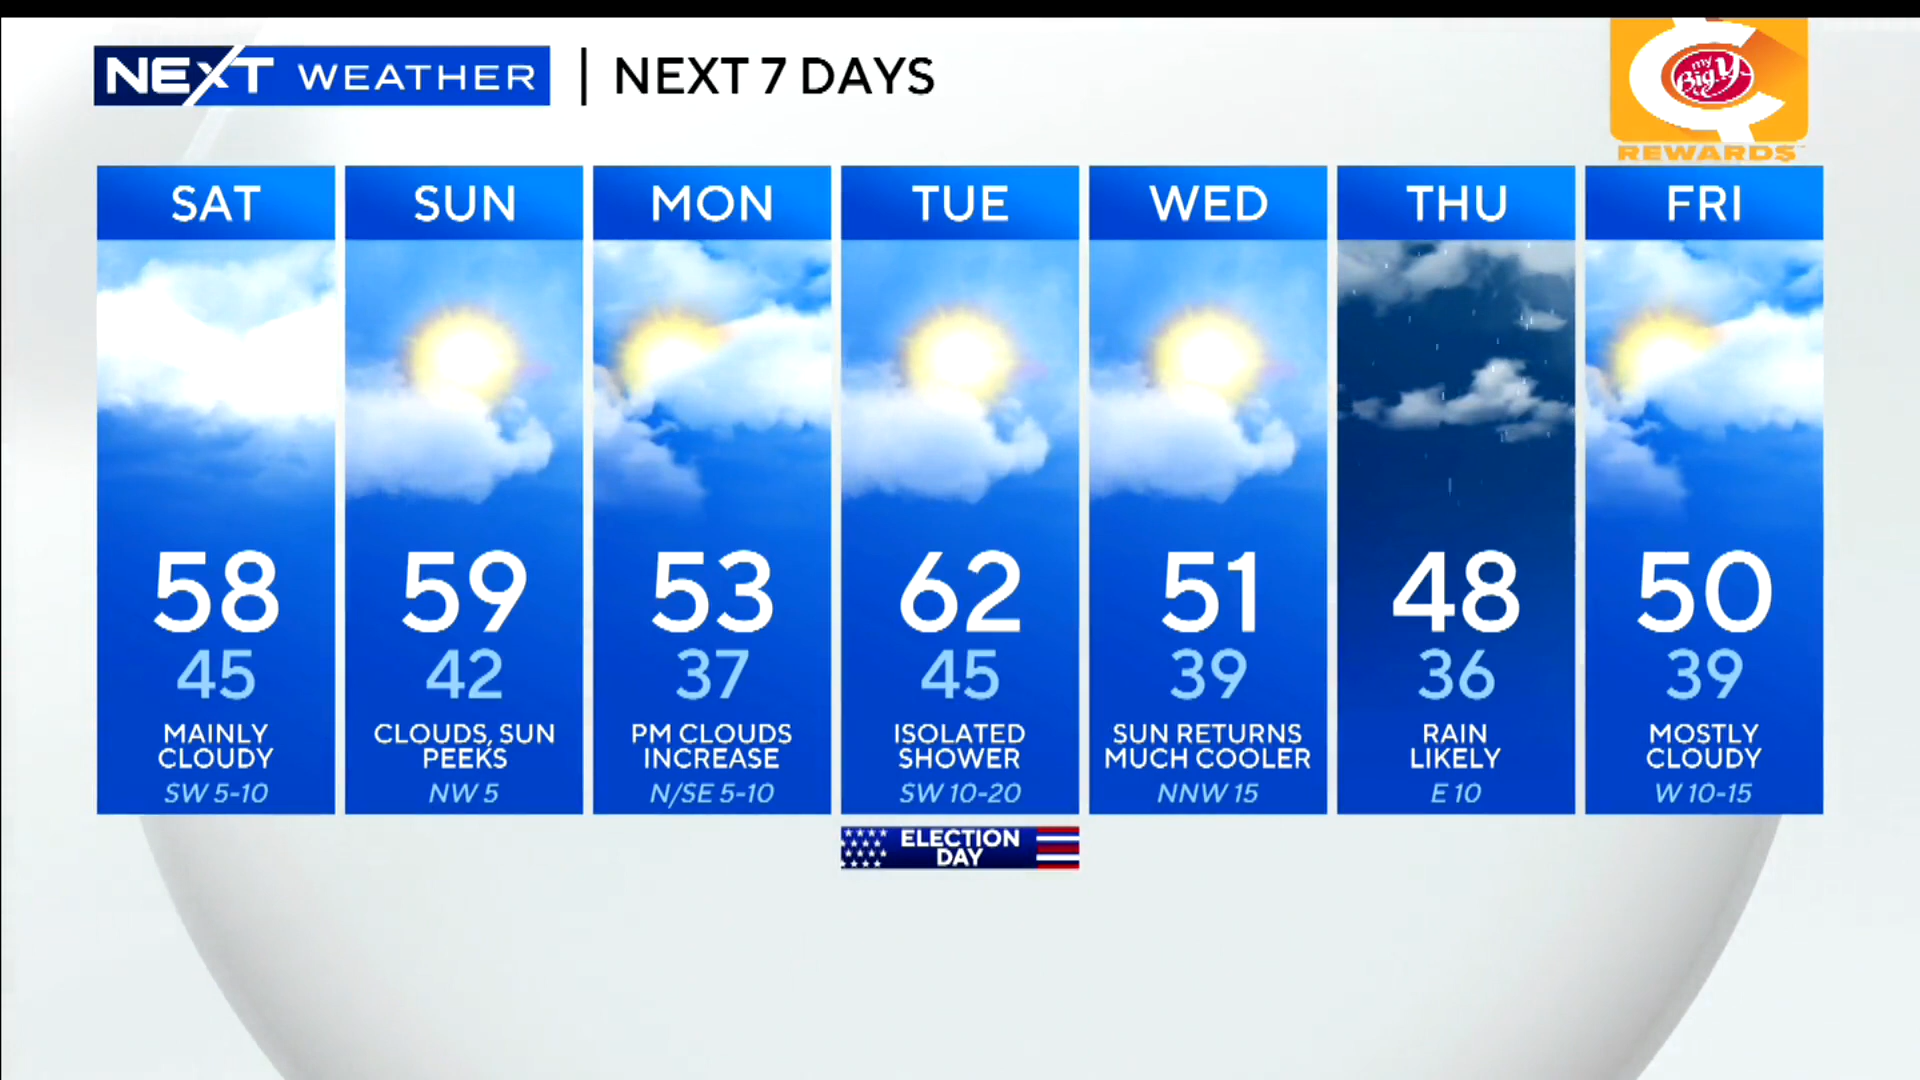 NEXT WEATHER | NEXT 7 DAYS
my
Big Y
REWARDS
SAT
SUN
MON
TUE
WED
THU
FRI
58
59
53
62
51
48
50
45
42
37
45
39
36
39
MAINLY
CLOUDY
CLOUDS, SUN
PEEKS
PM CLOUDS
INCREASE
ISOLATED
SHOWER
SUN RETURNS
MUCH COOLER
RAIN
LIKELY
MOSTLY
CLOUDY
SW 5-10
NW 5
N/SE 5-10
SW 10-20
NNW 15
E 10
W 10-15
ELECTION
DAY